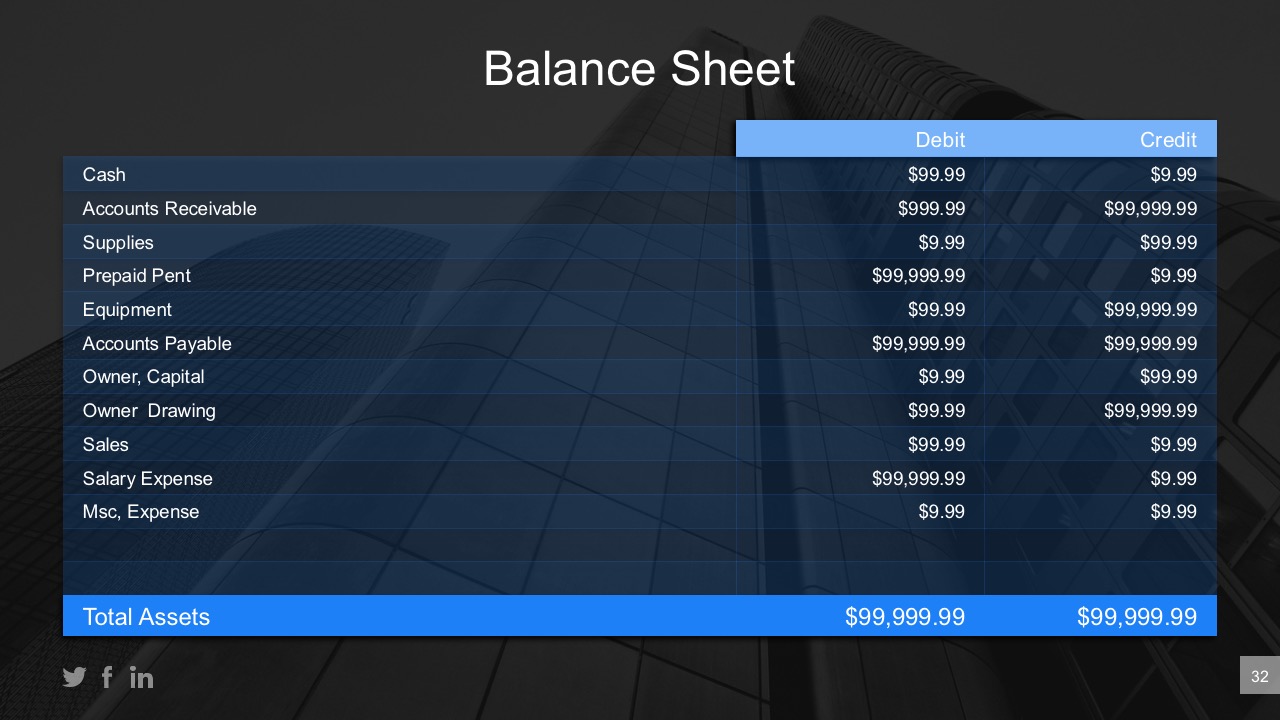 Balance Sheet
Debit Credit
Cash $99.99 $9.99
Accounts Receivable $999.99 $99,999.99
Supplies $9.99 $99.99
Prepaid Pent $99,999.99 $9.99
Equipment $99.99 $99,999.99
Accounts Payable $99,999.99 $99,999.99
Owner, Capital $9.99 $99.99
Owner  Drawing $99.99 $99,999.99
Sales $99.99 $9.99
Salary Expense $99,999.99 $9.99
Msc, Expense $9.99 $9.99
Total Assets $99,999.99 $99,999.99
32